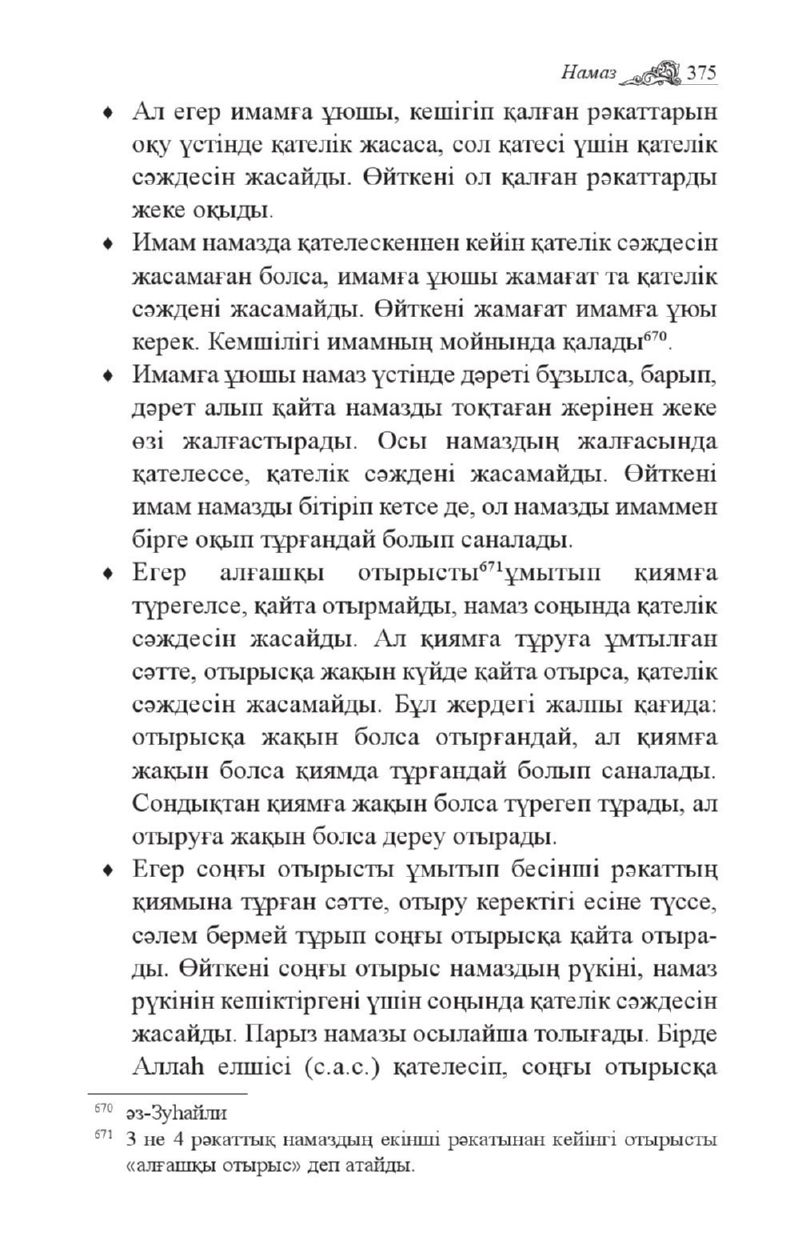 Намаз 375
♦ Ал егер имамға ұюшы, кешігіп қалған рәкаттарын
оқу үстінде қателік жасаса, сол қатесі үшін қателік
сәждесін жасайды. Өйткені ол қалған рәкаттарды
жеке оқыды.
♦ Имам намазда қателескеннен кейін қателік сәждесін
жасамаған болса, имамға ұюшы жамағат та қателік
сәждені жасамайды. Өйткені жамағат имамға ұюы
керек. Кемшілігі имамның мойнында қалады⁶⁷⁰.
♦ Имамға ұюшы намаз үстінде дәреті бұзылса, барып,
дәрет алып қайта намазды тоқтаған жерінен жеке
өзі жалғастырады. Осы намаздың жалғасында
қателессе, қателік сәждені жасамайды. Өйткені
имам намазды бітіріп кетсе де, ол намазды имаммен
бірге оқып тұрғандай болып саналады.
♦ Егер алғашқы отырысты⁶⁷¹ұмытып қиямға
түрегелсе, қайта отырмайды, намаз соңында қателік
сәждесін жасайды. Ал қиямға тұруға ұмтылған
сәтте, отырысқа жақын күйде қайта отырса, қателік
сәждесін жасамайды. Бұл жердегі жалпы қағида:
отырысқа жақын болса отырғандай, ал қиямға
жақын болса қиямда тұрғандай болып саналады.
Сондықтан қиямға жақын болса түрегеп тұрады, ал
отыруға жақын болса дереу отырады.
♦ Егер соңғы отырысты ұмытып бесінші рәкаттың
қиямына тұрған сәтте, отыру керектігі есіне түссе,
сәлем бермей тұрып соңғы отырысқа қайта отыра-
ды. Өйткені соңғы отырыс намаздың рүкіні, намаз
рүкінін кешіктіргені үшін соңында қателік сәждесін
жасайды. Парыз намазы осылайша толығады. Бірде
Аллаһ елшісі (с.а.с.) қателесіп, соңғы отырысқа
⁶⁷⁰ әз-Зуһайли
⁶⁷¹ 3 не 4 рәкаттық намаздың екінші рәкатынан кейінгі отырысты
«алғашқы отырыс» деп атайды.